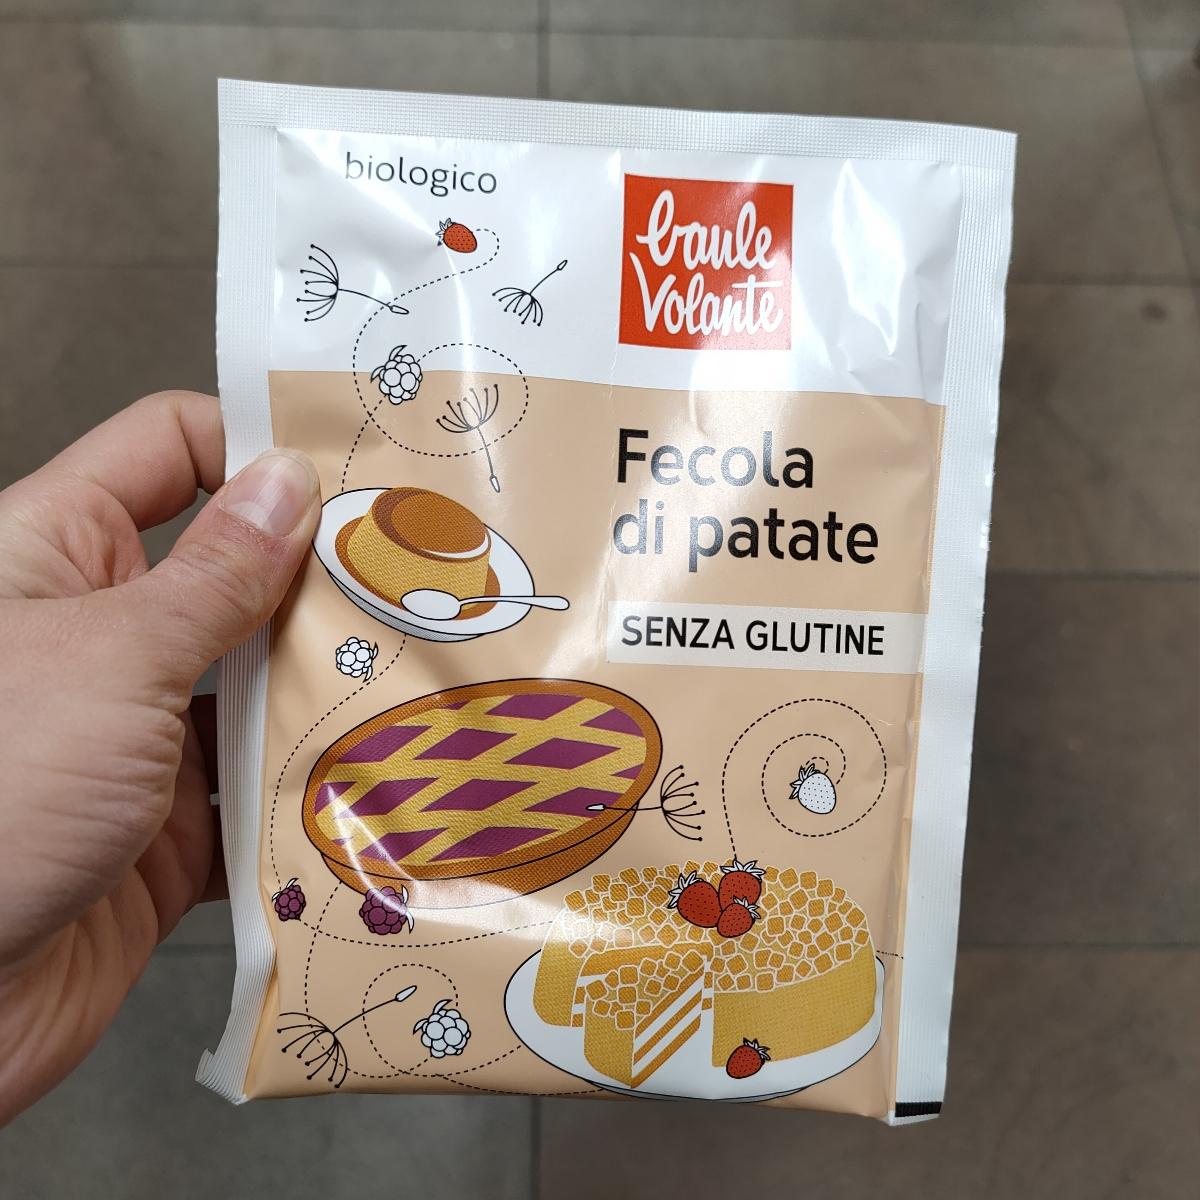 biologico
baule
volante
Fecola
di patate
SENZA GLUTINE